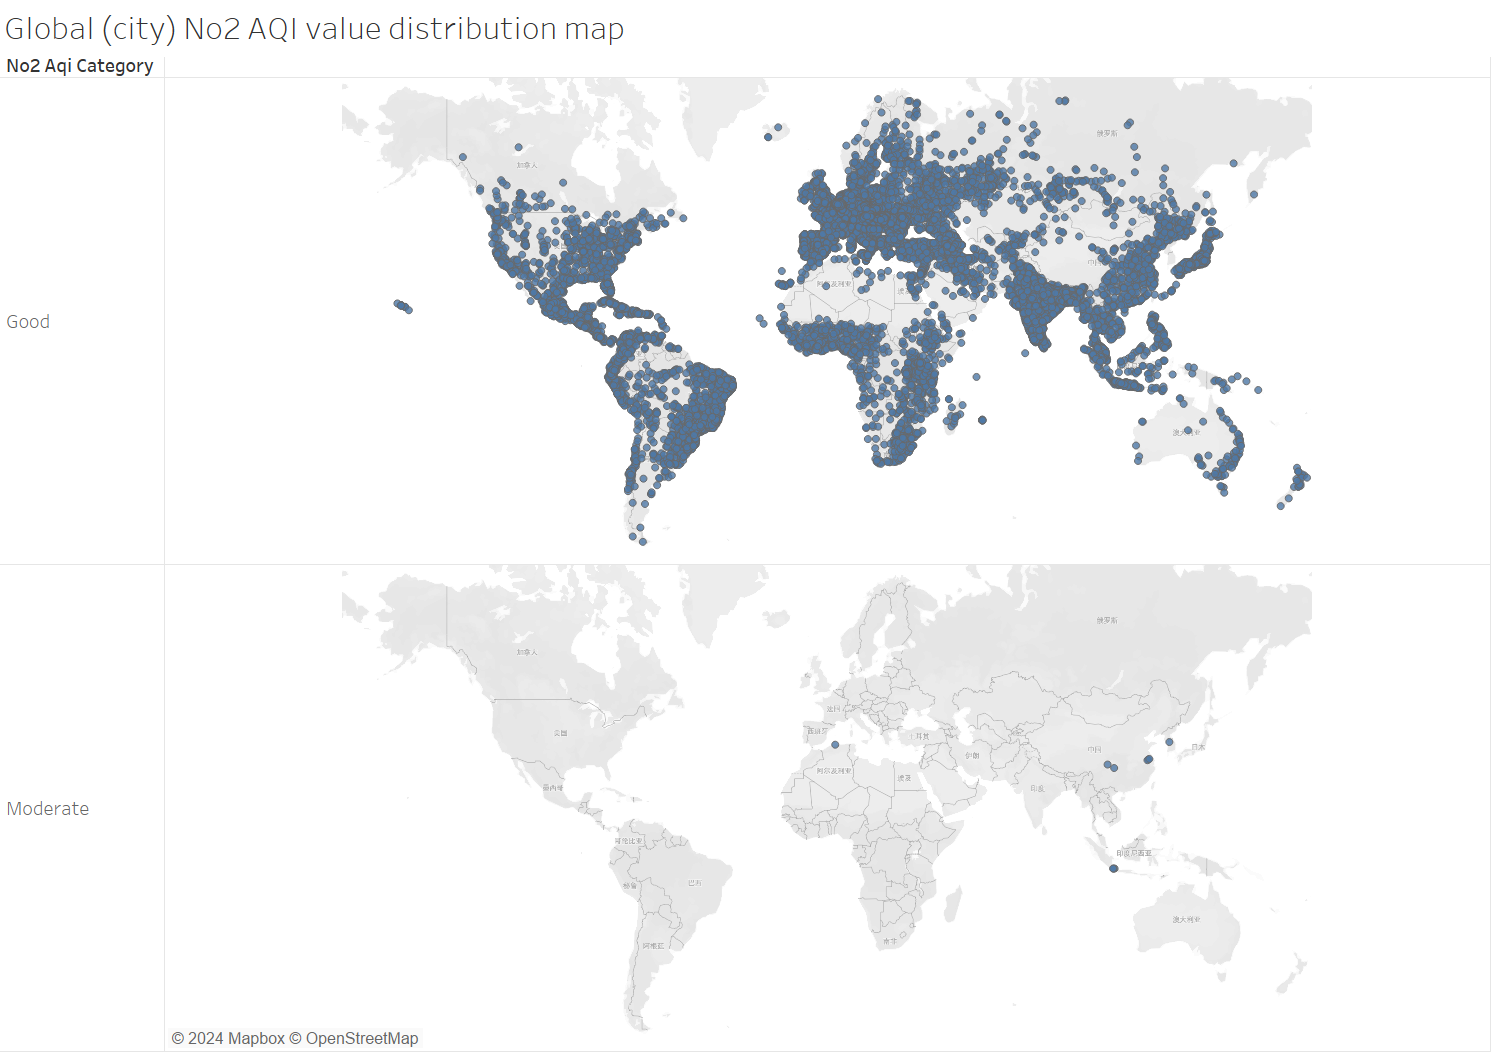 Global (city) No2 AQI value distribution map
No2 Aqi Category
Good
俄罗斯
加拿大
中国
澳大利亚
Moderate
俄罗斯
加拿大
法国
美国
西班牙
土耳其
伊朗
中国
日本
墨西哥
阿尔及利亚
波及
印度
哥伦比亚
印度尼西亚
秘鲁
巴西
澳大利亚
阿根廷
南宁
© 2024 Mapbox © OpenStreetMap